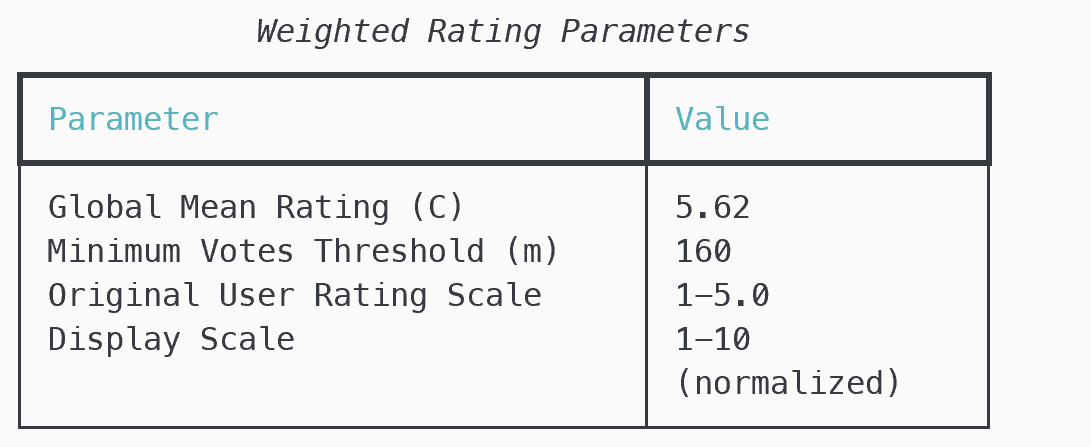 Weighted Rating Parameters
Parameter Value
Global Mean Rating (C) 5.62
Minimum Votes Threshold (m) 160
Original User Rating Scale 1–5.0
Display Scale 1–10
(normalized)